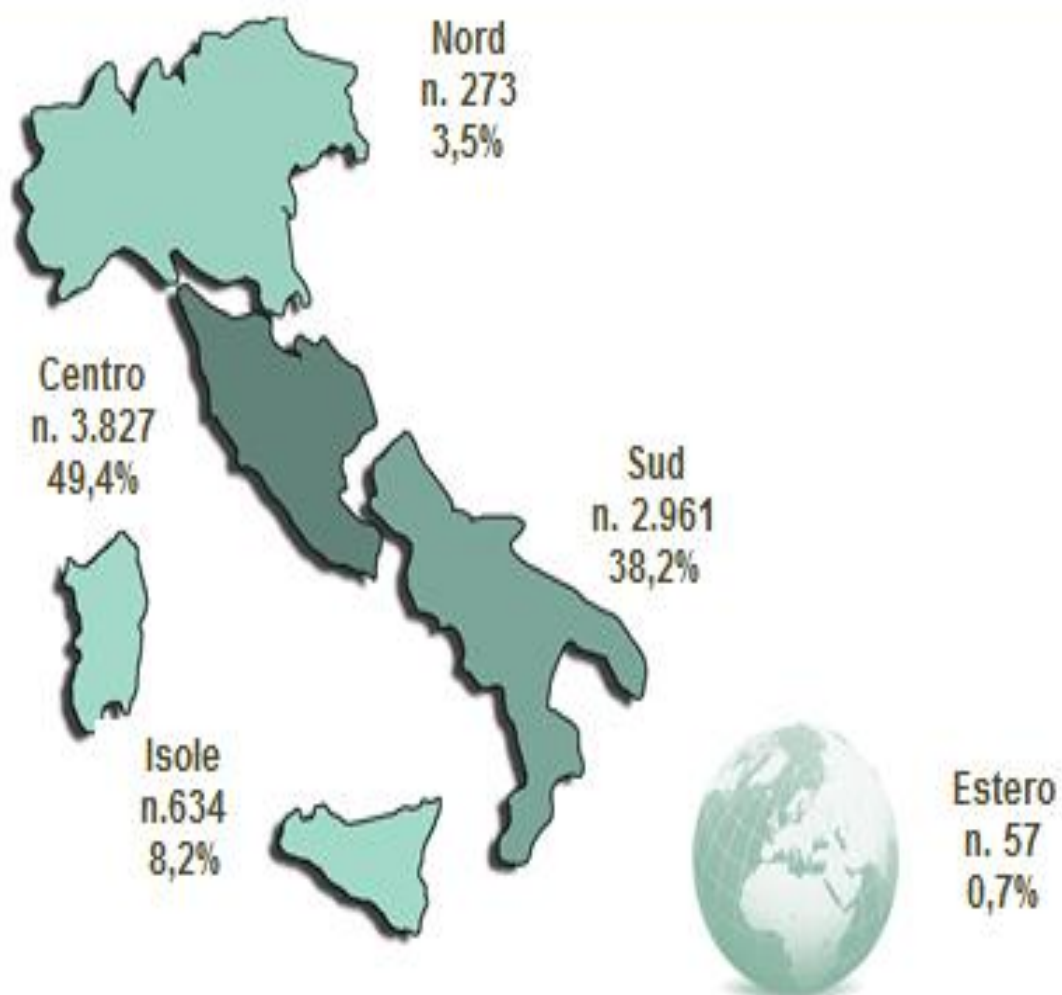 Nord
n. 273
3,5%
Centro
n. 3.827
49,4%
Sud
n. 2.961
38,2%
Isole
n.634
8,2%
Estero
n. 57
0,7%